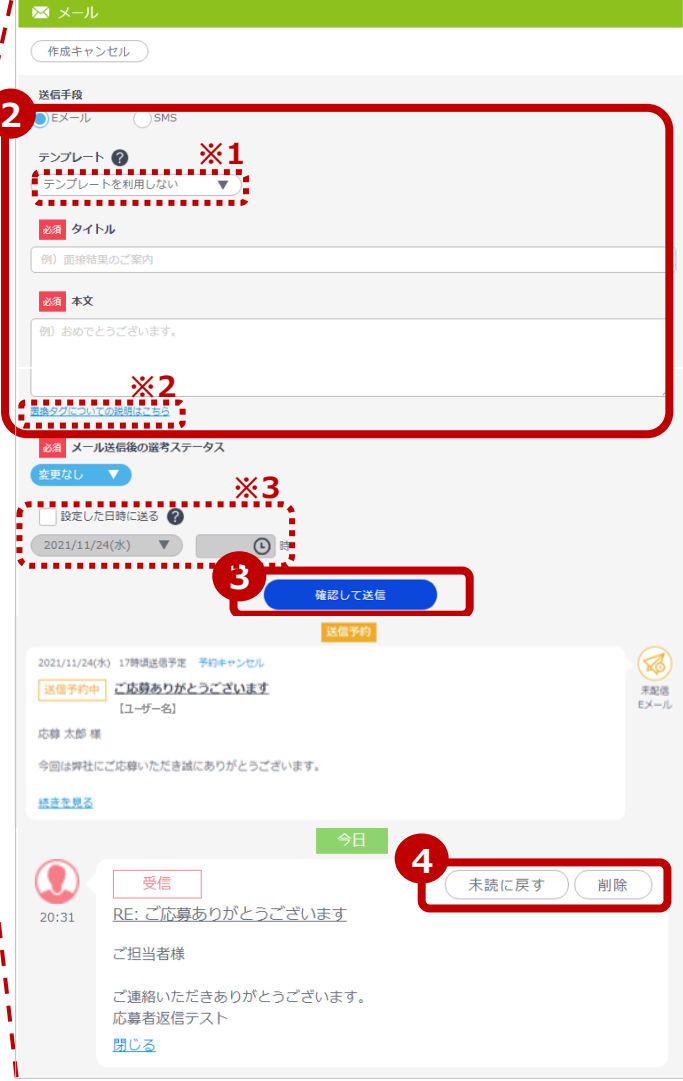 メール
作成キャンセル
送信手段
2
Eメール SMS
テンプレート ? ※1
テンプレートを利用しない ▼
必須 タイトル
例）面接結果のご案内
必須 本文
例）おめでとうございます。
※2
置換タグについての説明はこちら
必須 メール送信後の選考ステータス
変更なし ▼
※3
設定した日時に送る ?
2021/11/24(水) ▼ 時
3
確認して送信
送信予約
2021/11/24(水) 17時頃送信予定 予約キャンセル
送信予約中 ご応募ありがとうございます
【ユーザー名】
未配信
Eメール
応募 太郎 様
今回は弊社にご応募いただき誠にありがとうございます。
続きを見る
今日
4
受信 未読に戻す 削除
20:31 RE: ご応募ありがとうございます
ご担当者様
ご連絡いただきありがとうございます。
応募者返信テスト
閉じる